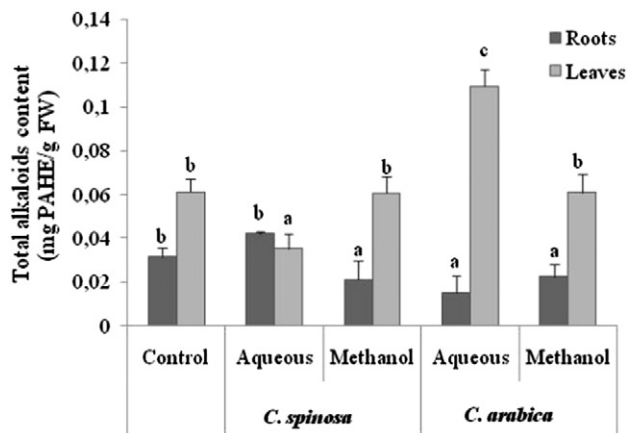 Total alkaloids content
(mg PAHE/g FW)
0,14
0,12
0,1
0,08
0,06
0,04
0,02
0
Roots
Leaves
b
b
b
a
a
b
a
c
a
b
Control
Aqueous
Methanol
Aqueous
Methanol
C. spinosa
C. arabica